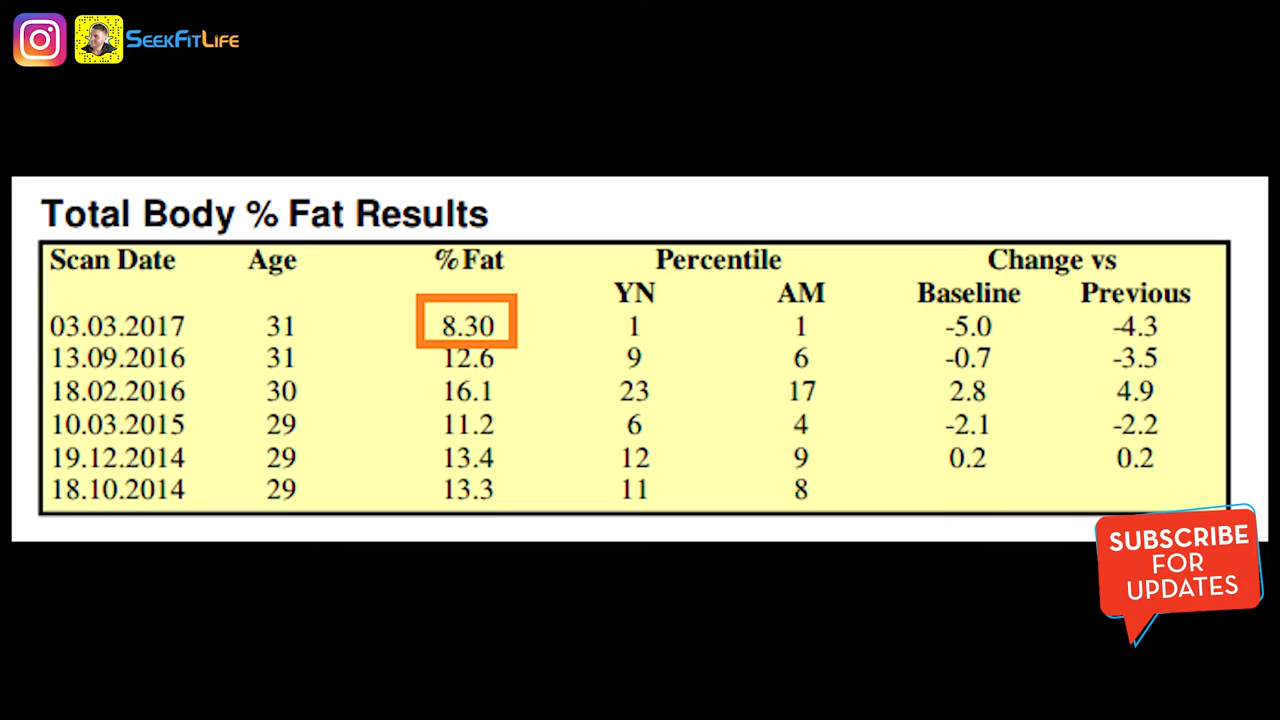 SEEKFITLIFE
Total Body % Fat Results
Scan Date Age % Fat Percentile Change vs
YN AM Baseline Previous
03.03.2017 31 8.30 1 1 -5.0 -4.3
13.09.2016 31 12.6 9 6 -0.7 -3.5
18.02.2016 30 16.1 23 17 2.8 4.9
10.03.2015 29 11.2 6 4 -2.1 -2.2
19.12.2014 29 13.4 12 9 0.2 0.2
18.10.2014 29 13.3 11 8
SUBSCRIBE
FOR
UPDATES